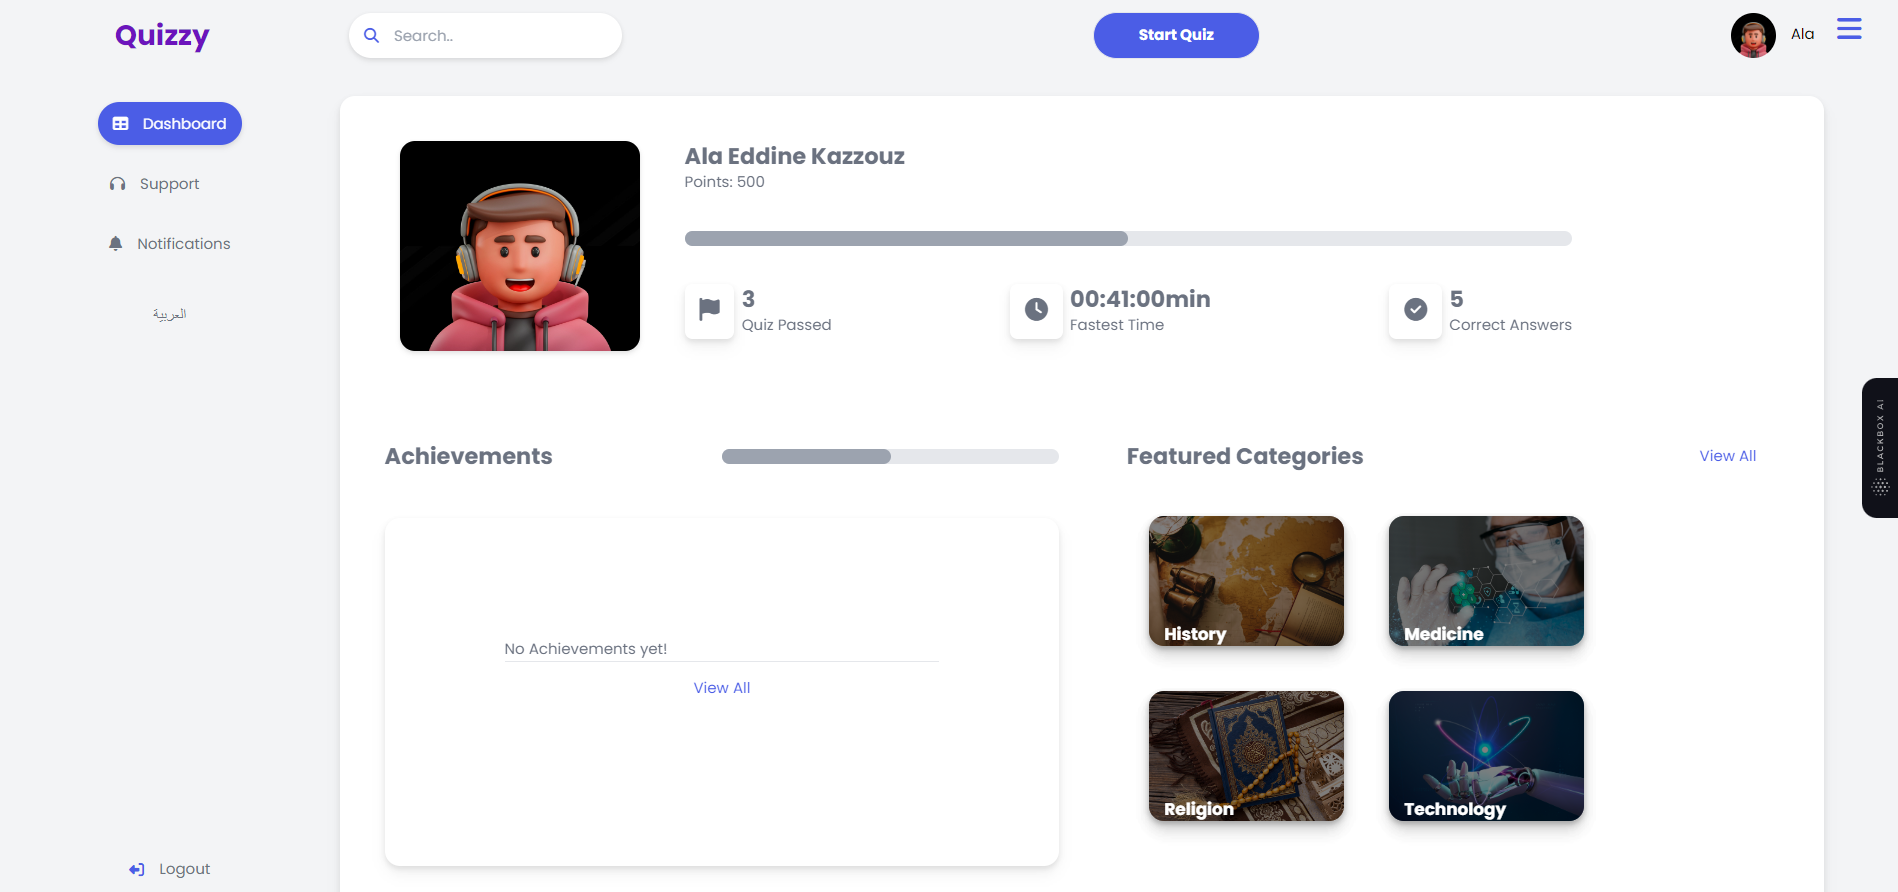 Quizzy
Search..
Start Quiz
Ala
Dashboard
Support
Notifications
العربية
Logout
Ala Eddine Kazzouz
Points: 500
3
Quiz Passed
00:41:00min
Fastest Time
5
Correct Answers
Achievements
No Achievements yet!
View All
Featured Categories
View All
History
Medicine
Religion
Technology
BLACKBOX AI